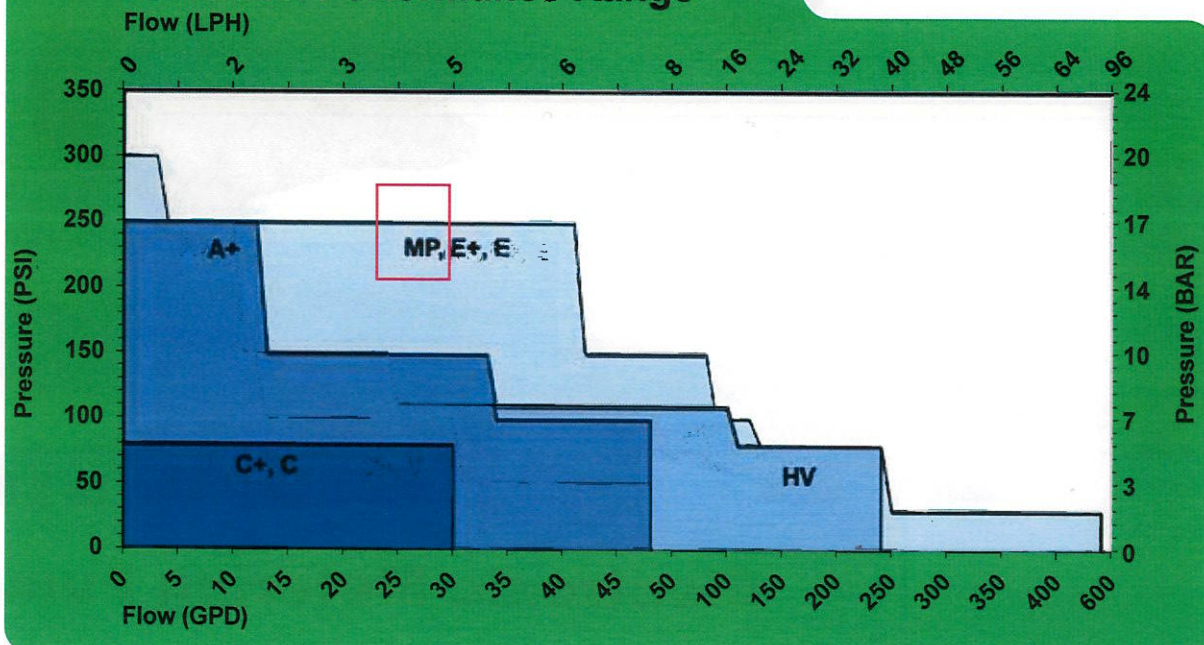 Range
Flow (LPH)
0 2 3 5 6 8 16 24 32 40 48 56 64 96
350 24
300 20
250 17
A+ MP, E+, E
200 14
Pressure (PSI)
Pressure (BAR)
150 10
100 7
C+, C HV
50 3
0 0
0 5 10 15 20 25 30 35 40 45 50 100 150 200 250 300 350 400 600
Flow (GPD)